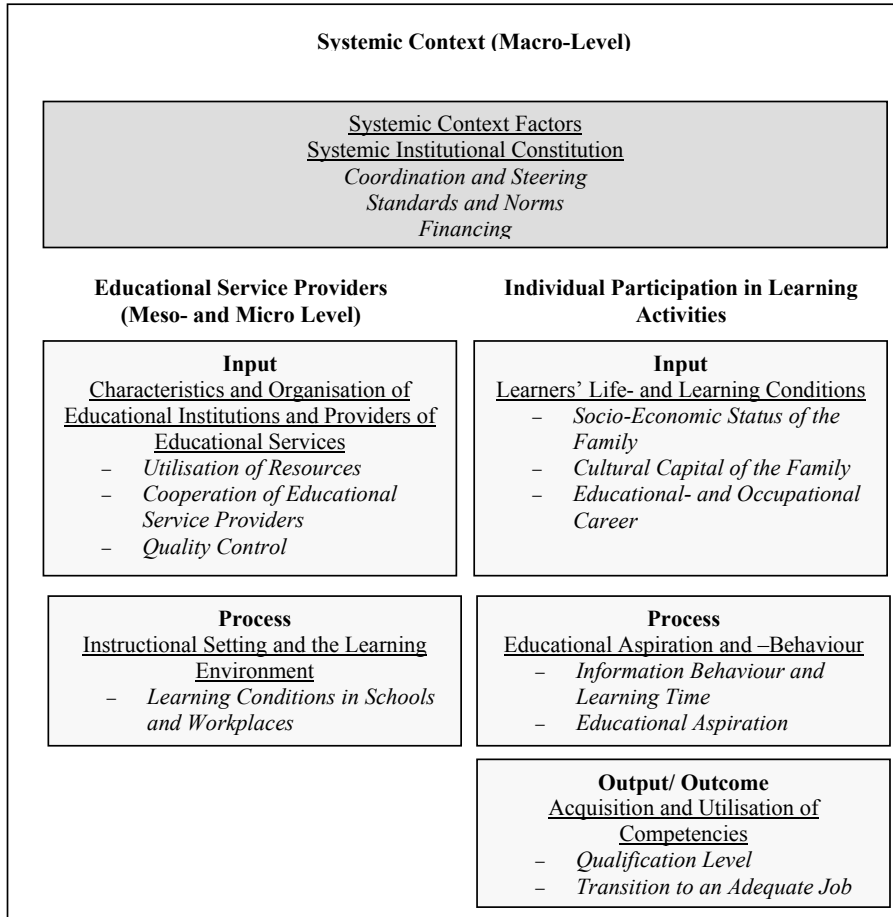 Systemic Context (Macro-Level)
Systemic Context Factors
Systemic Institutional Constitution
Coordination and Steering
Standards and Norms
Financing
Educational Service Providers
(Meso- and Micro Level)
Input
Characteristics and Organisation of
Educational Institutions and Providers of
Educational Services
– Utilisation of Resources
– Cooperation of Educational
Service Providers
– Quality Control
Process
Instructional Setting and the Learning
Environment
– Learning Conditions in Schools
and Workplaces
Individual Participation in Learning
Activities
Input
Learners’ Life- and Learning Conditions
– Socio-Economic Status of the
Family
– Cultural Capital of the Family
– Educational- and Occupational
Career
Process
Educational Aspiration and –Behaviour
– Information Behaviour and
Learning Time
– Educational Aspiration
Output/ Outcome
Acquisition and Utilisation of
Competencies
– Qualification Level
– Transition to an Adequate Job